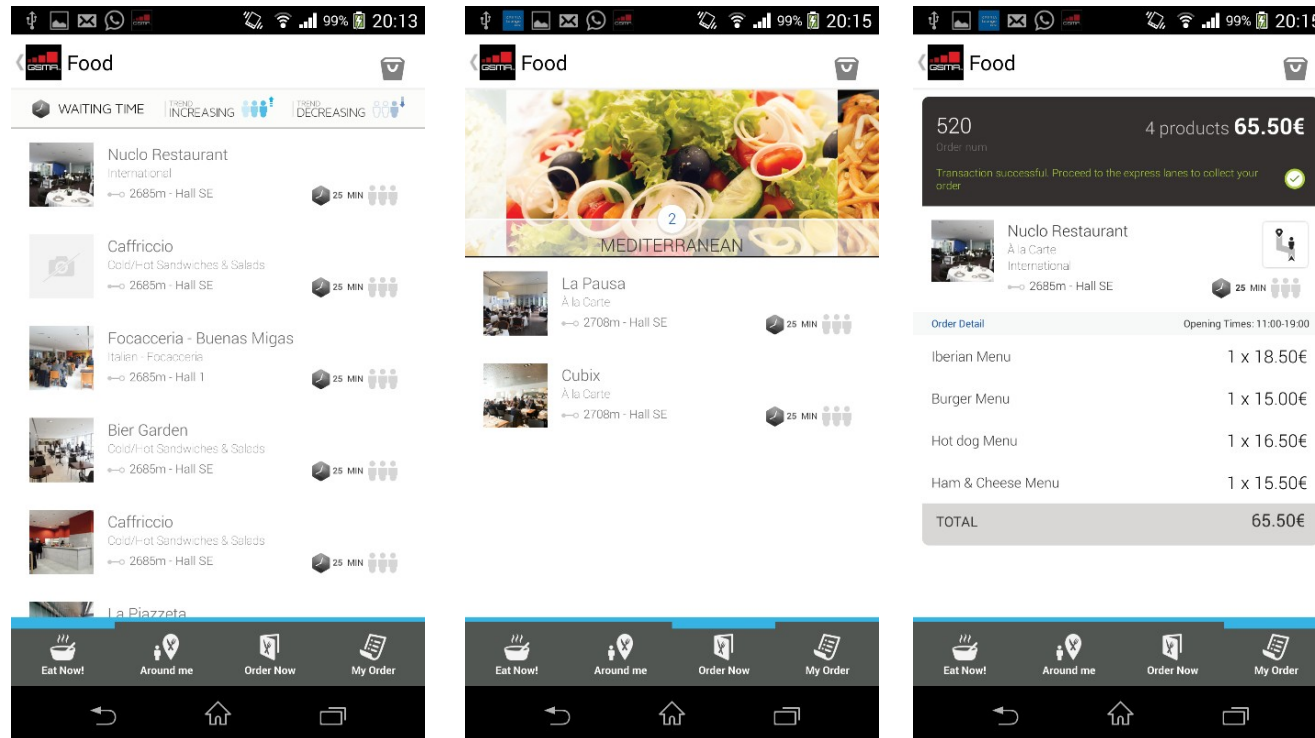 99% 20:13
GSMA Food
WAITING TIME TREND INCREASING TREND DECREASING
Nuclo Restaurant
International
2685m - Hall SE
25 MIN
Caffriccio
Cold/Hot Sandwiches & Salads
2685m - Hall SE
25 MIN
Focacceria - Buenas Migas
Italian - Focacceria
2685m - Hall 1
25 MIN
Bier Garden
Cold/Hot Sandwiches & Salads
2685m - Hall SE
25 MIN
Caffriccio
Cold/Hot Sandwiches & Salads
2685m - Hall SE
25 MIN
La Piazzeta
Eat Now! Around me Order Now My Order
99% 20:15
GSMA Food
2
MEDITERRANEAN
La Pausa
À la Carte
2708m - Hall SE
25 MIN
Cubix
À la Carte
2708m - Hall SE
25 MIN
Eat Now! Around me Order Now My Order
99% 20:15
GSMA Food
520 4 products 65.50€
Order num
Transaction successful. Proceed to the express lanes to collect your
order
Nuclo Restaurant
À la Carte
International
2685m - Hall SE
25 MIN
Order Detail Opening Times: 11:00-19:00
Iberian Menu 1 x 18.50€
Burger Menu 1 x 15.00€
Hot dog Menu 1 x 16.50€
Ham & Cheese Menu 1 x 15.50€
TOTAL 65.50€
Eat Now! Around me Order Now My Order